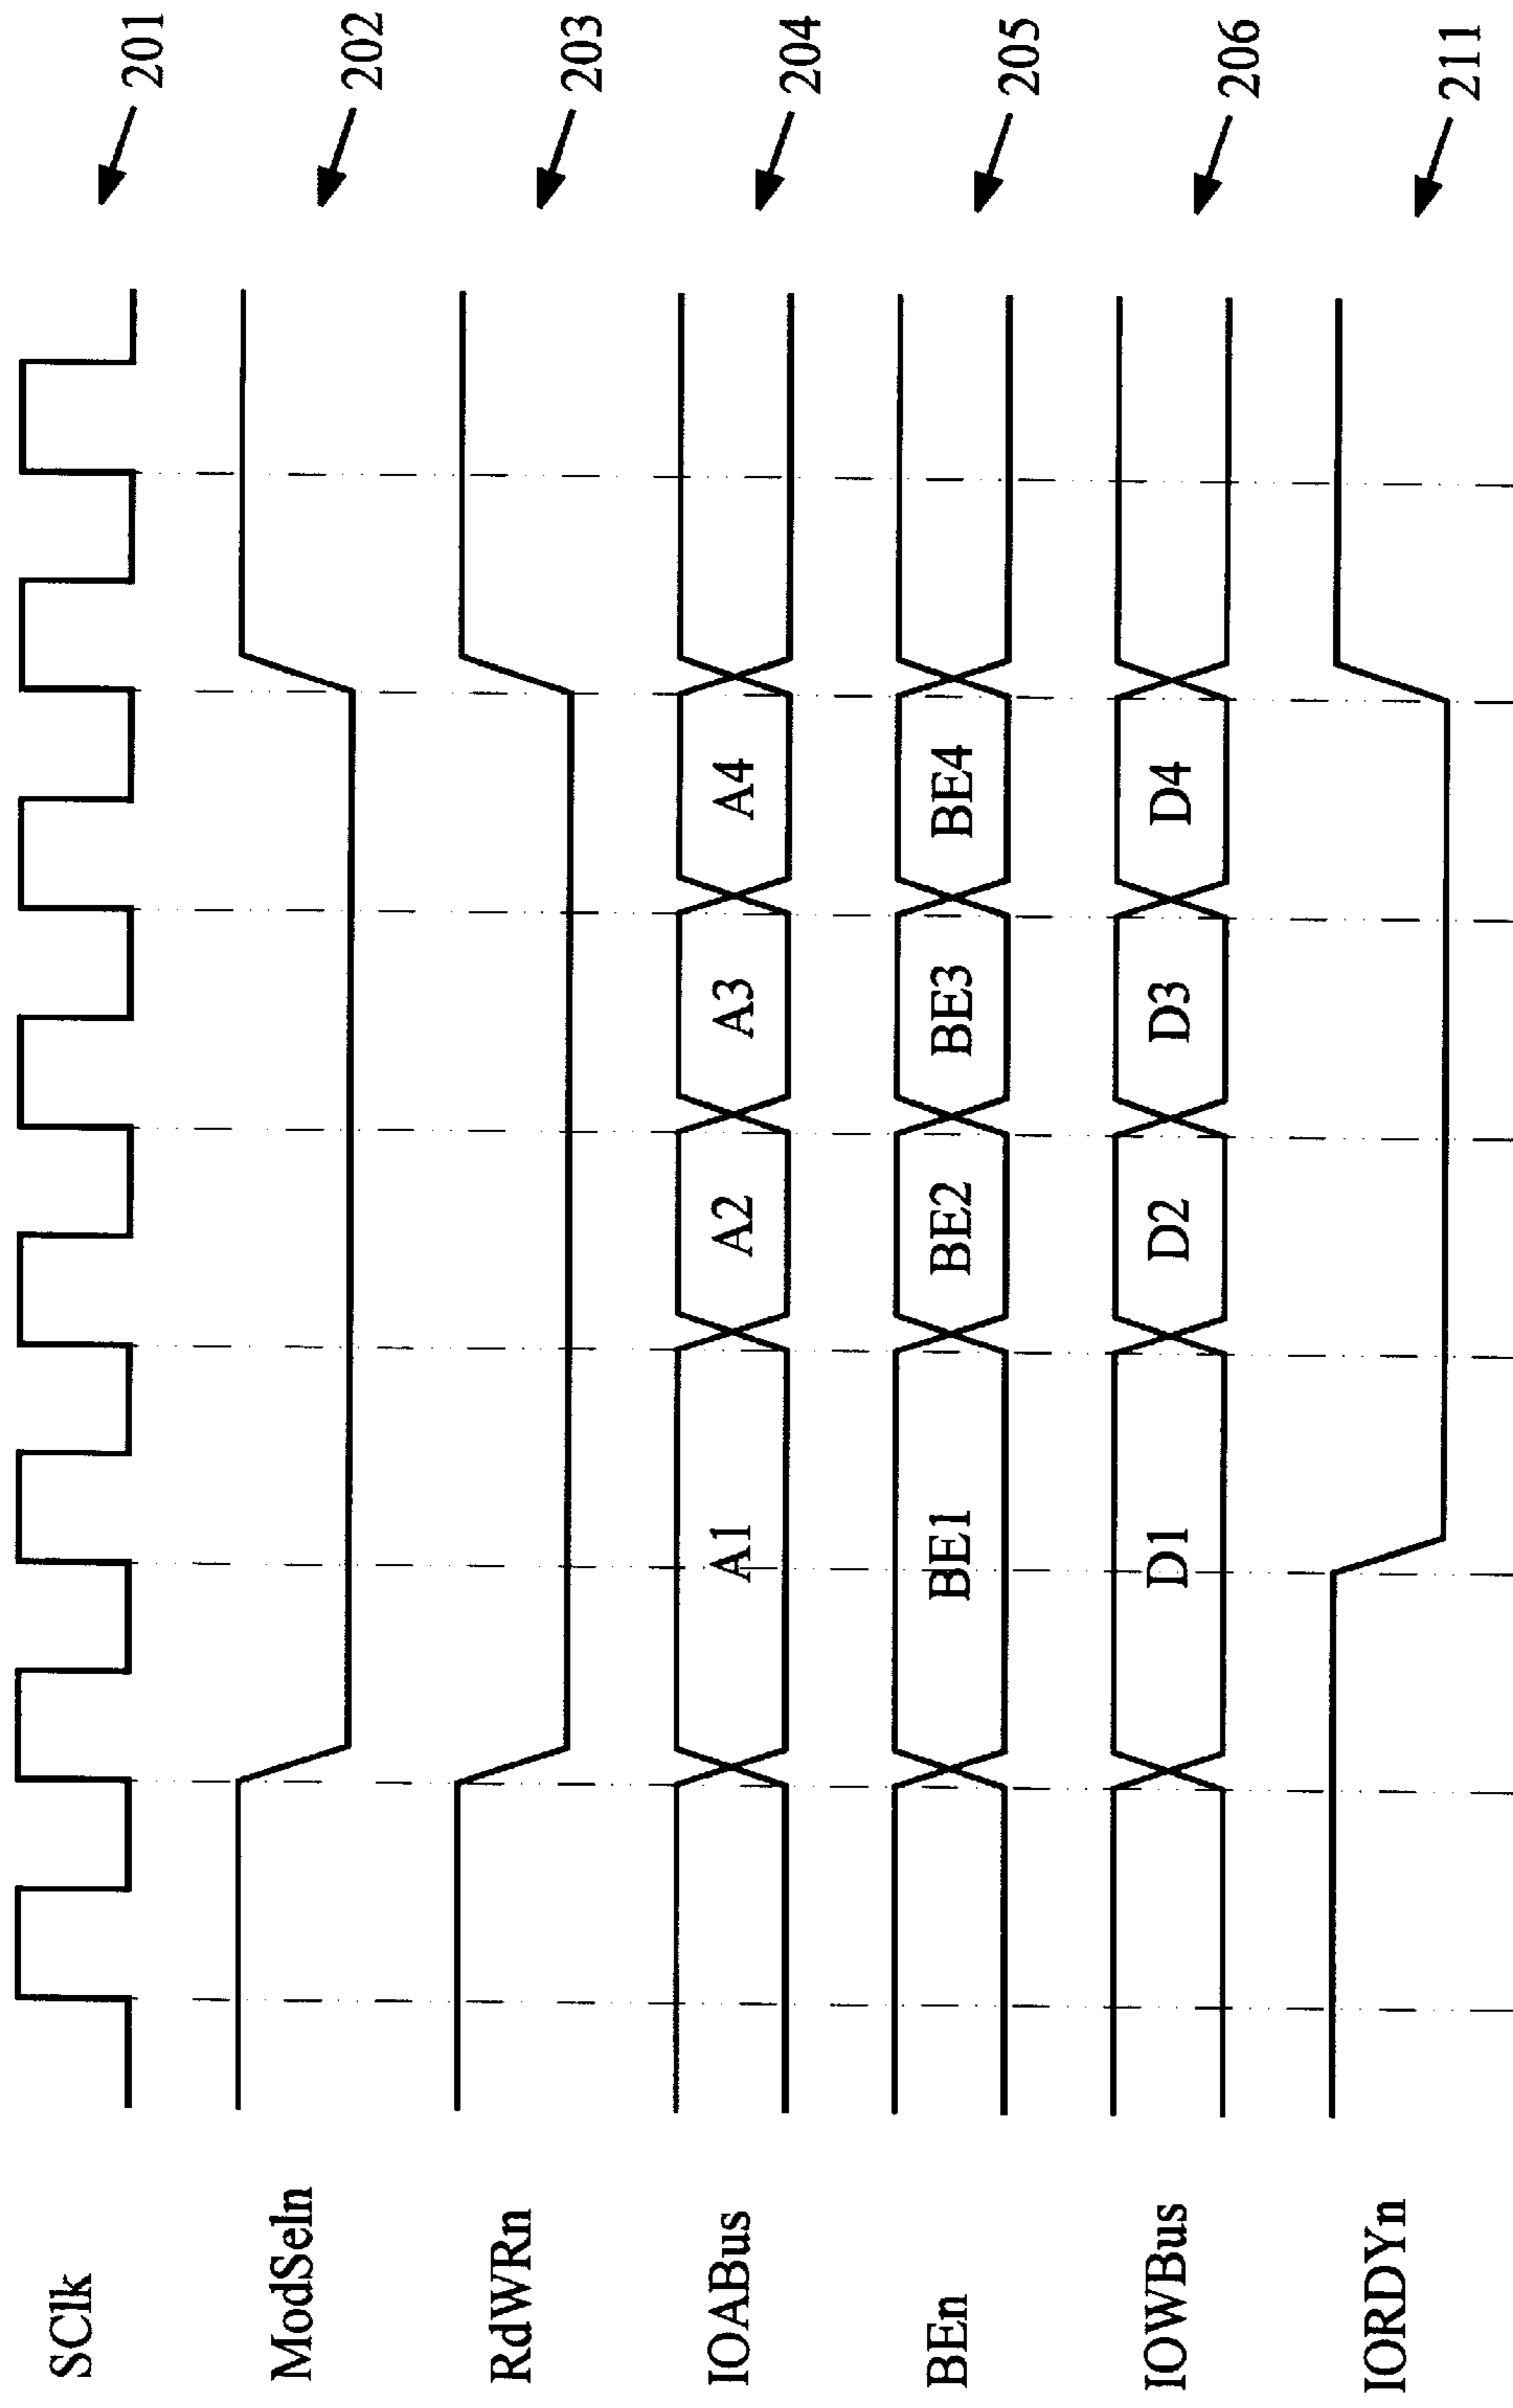 SClk 201
ModSeln 202
RdWRn 203
IOABus A1 A2 A3 A4 204
BEn BE1 BE2 BE3 BE4 205
IOWBus D1 D2 D3 D4 206
IORDYn 211